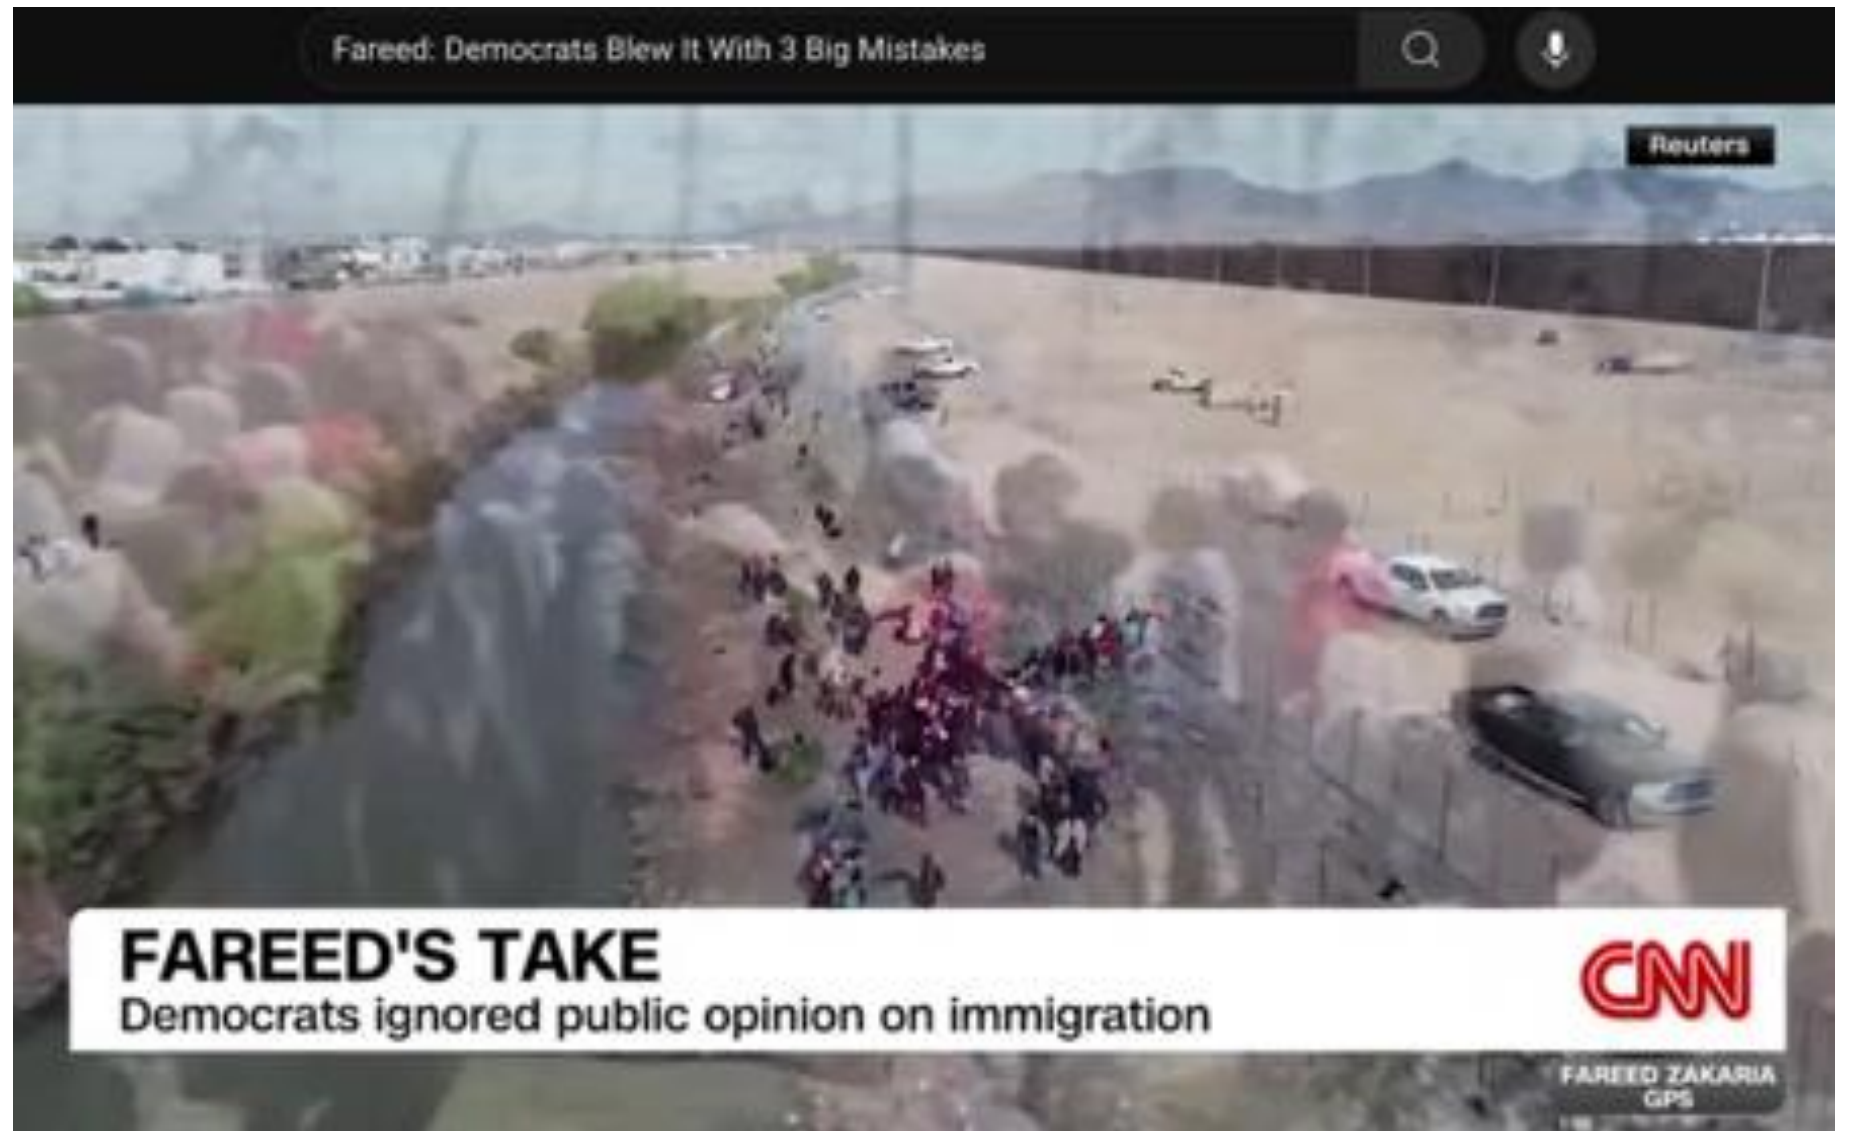 Fareed: Democrats Blew It With 3 Big Mistakes
Reuters
FAREED'S TAKE
Democrats ignored public opinion on immigration
CNN
FAREED ZAKARIA
GPS